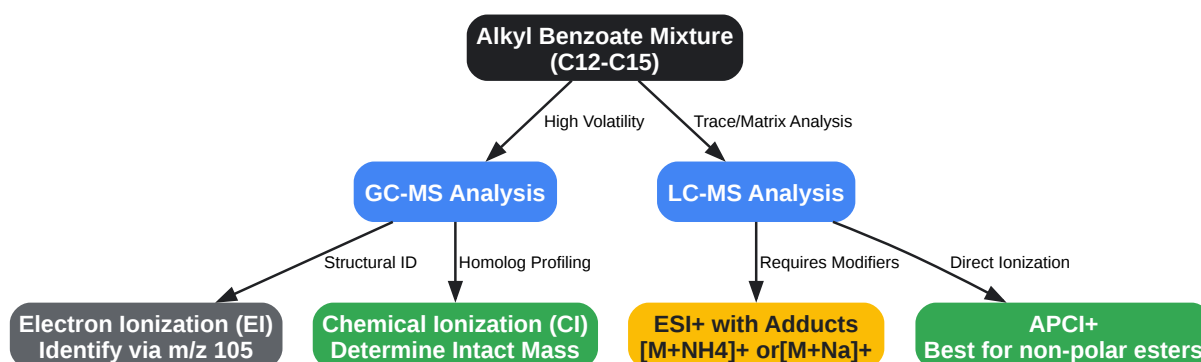 Alkyl Benzoate Mixture
(C12-C15)
High Volatility
Trace/Matrix Analysis
GC-MS Analysis
LC-MS Analysis
Structural ID
Homolog Profiling
Requires Modifiers
Direct Ionization
Electron Ionization (EI)
Identify via m/z 105
Chemical Ionization (CI)
Determine Intact Mass
ESI+ with Adducts
[M+NH4]+ or[M+Na]+
APCI+
Best for non-polar esters